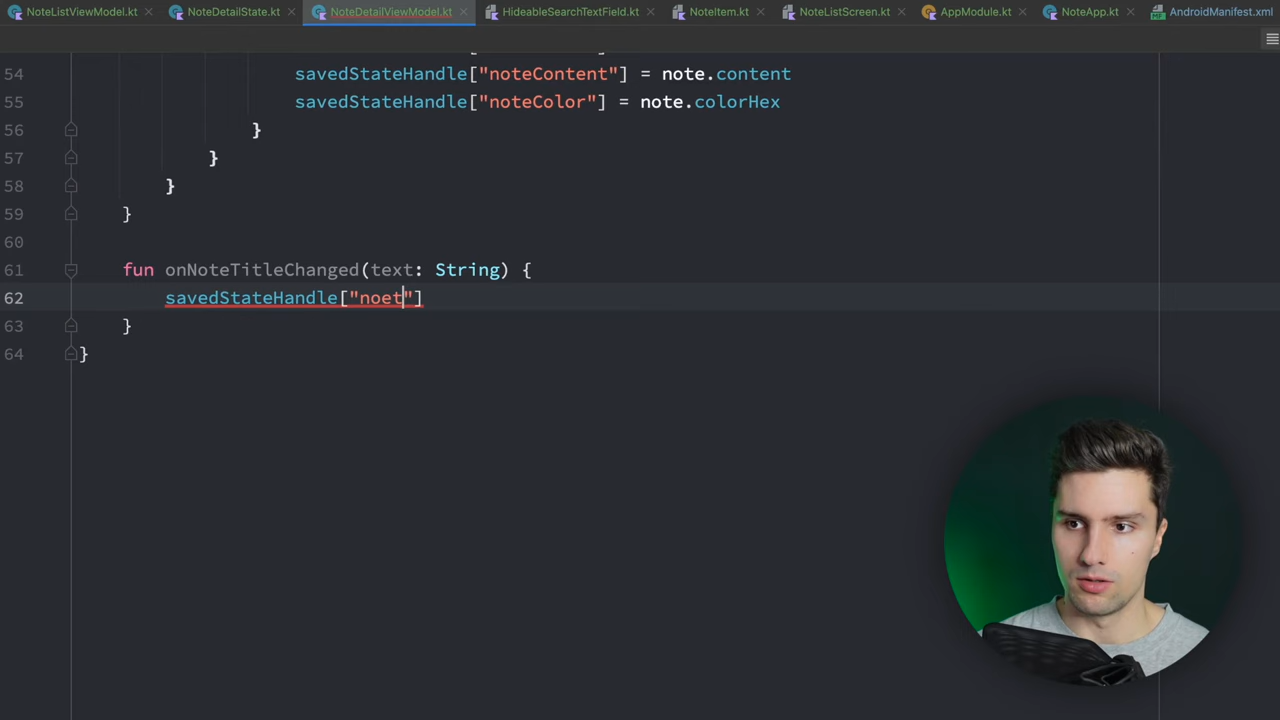 NoteListViewModel.kt NoteDetailState.kt NoteDetailViewModel.kt HideableSearchTextField.kt NoteItem.kt NoteListScreen.kt AppModule.kt NoteApp.kt AndroidManifest.xml
54 savedStateHandle["noteContent"] = note.content
55 savedStateHandle["noteColor"] = note.colorHex
56 }
57 }
58 }
59 }
60
61 fun onNoteTitleChanged(text: String) {
62 savedStateHandle["noet"]
63 }
64 }